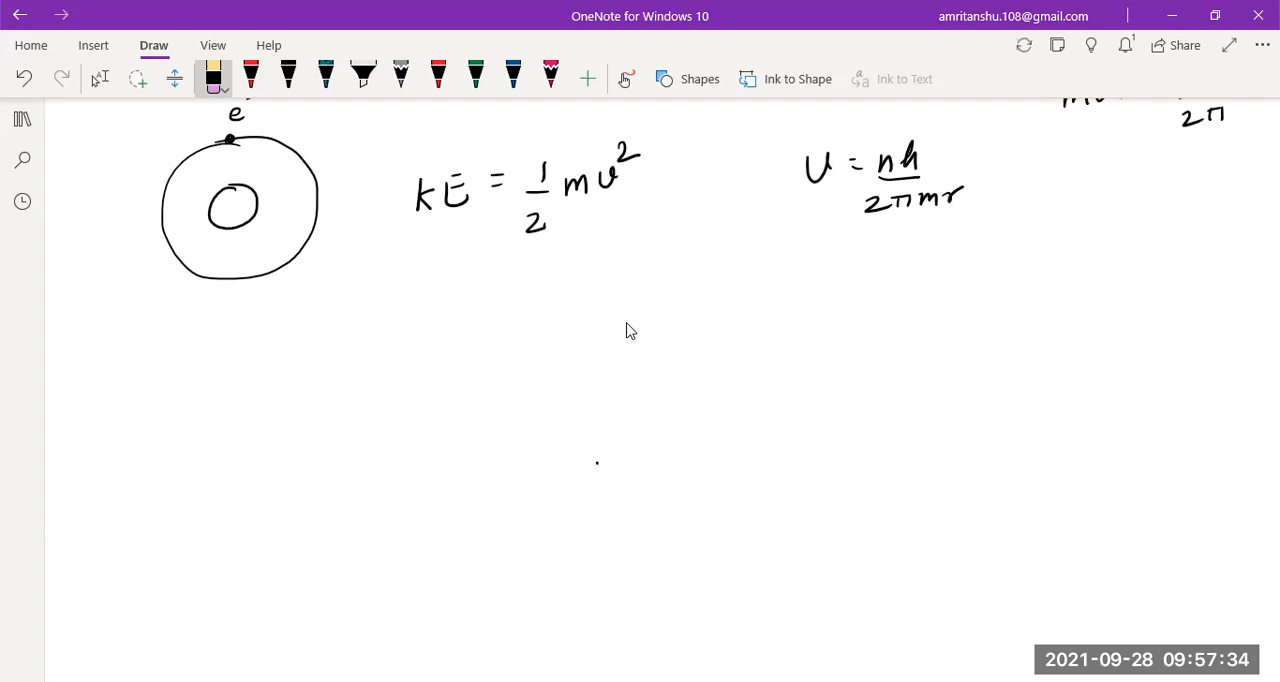 OneNote for Windows 10
amritanshu.108@gmail.com
Home Insert Draw View Help
1 Share
Shapes Ink to Shape Ink to Text
e
2π
KE = 1/2 mv²
v = nh/2πmr
2021-09-28 09:57:34